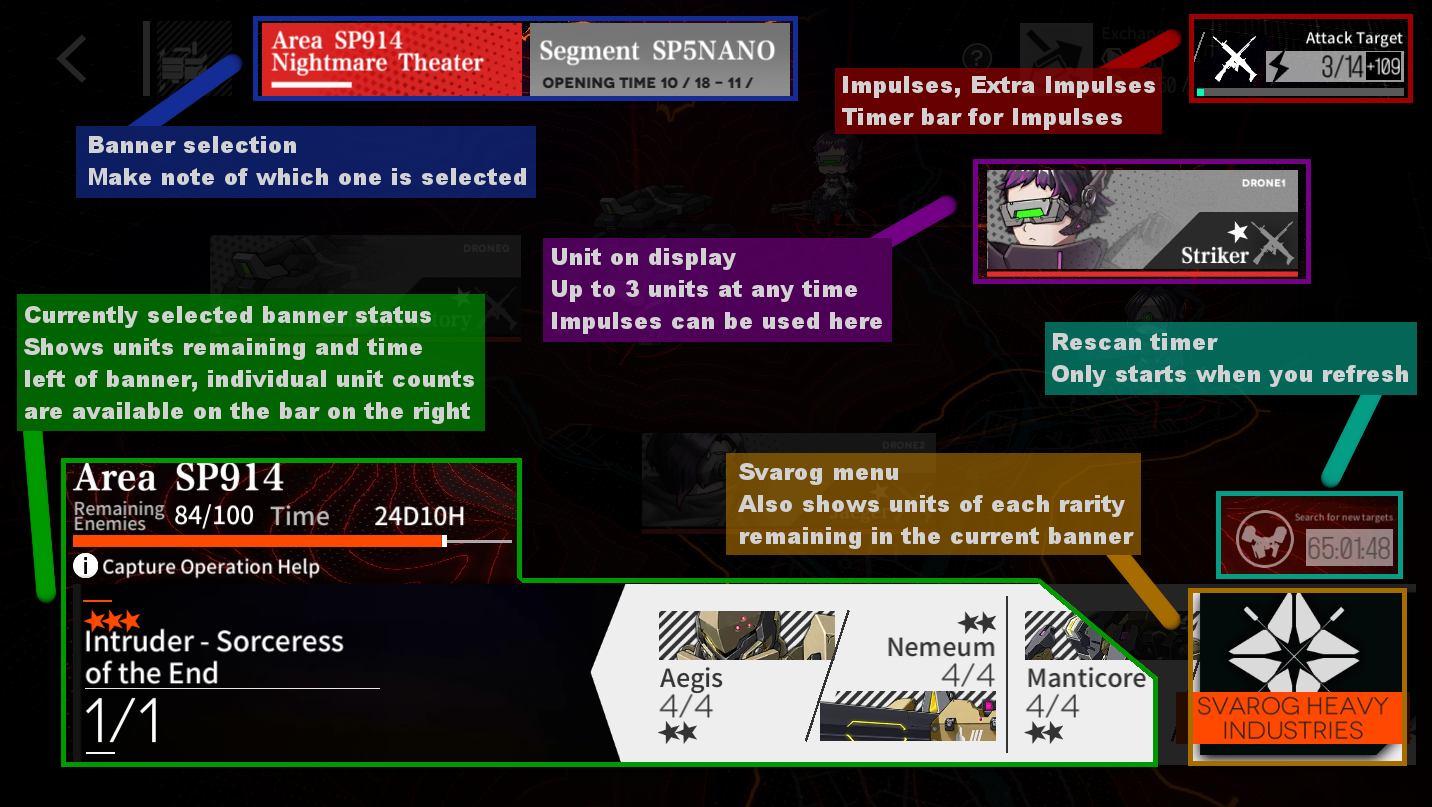 Area SP914
Nightmare Theater
Segment SP5NANO
OPENING TIME 10 / 18 - 11 /
Exchange
Attack Target
3/14+109
Impulses, Extra Impulses
Timer bar for Impulses
Banner selection
Make note of which one is selected
DRONE1
Striker
DRONE0
Unit on display
Up to 3 units at any time
Impulses can be used here
Currently selected banner status
Shows units remaining and time
left of banner, individual unit counts
are available on the bar on the right
Rescan timer
Only starts when you refresh
DRONE2
Svarog menu
Also shows units of each rarity
remaining in the current banner
Area SP914
Remaining
Enemies 84/100 Time 24D10H
i Capture Operation Help
Search for new targets
65:01:48
Intruder - Sorceress
of the End
1/1
Aegis
4/4
Nemeum
4/4
Manticore
4/4
SVAROG HEAVY
INDUSTRIES